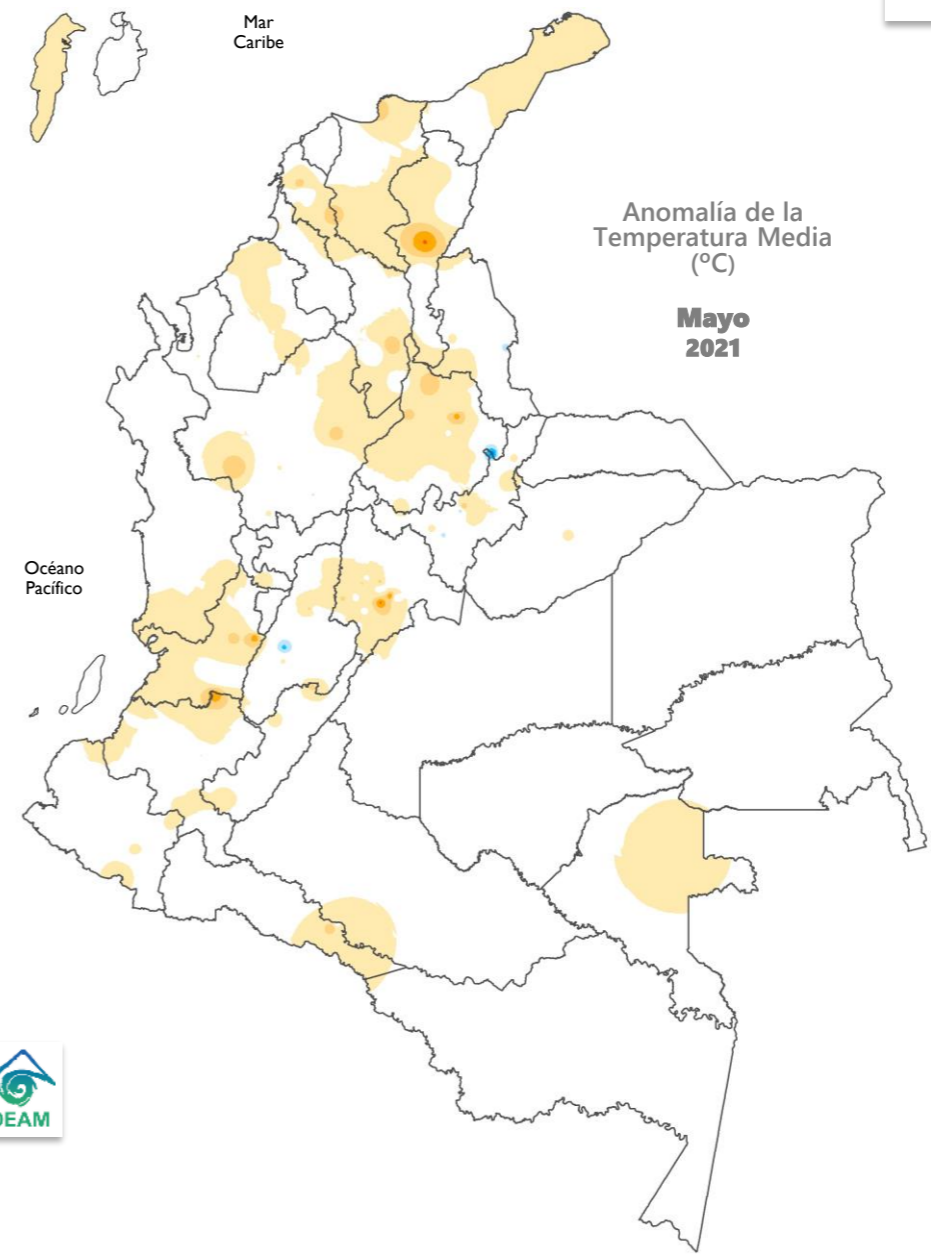 Mar
Caribe
Anomalía de la
Temperatura Media
(ºC)
Mayo
2021
Océano
Pacífico
DEAM